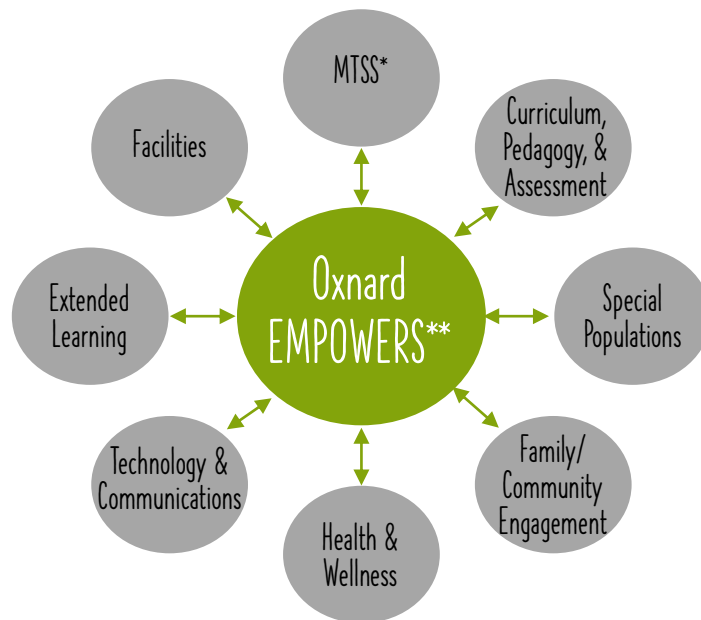 MTSS*
Curriculum,
Pedagogy, &
Assessment
Facilities
Oxnard
EMPOWERS**
Extended
Learning
Special
Populations
Technology &
Communications
Family/
Community
Engagement
Health &
Wellness